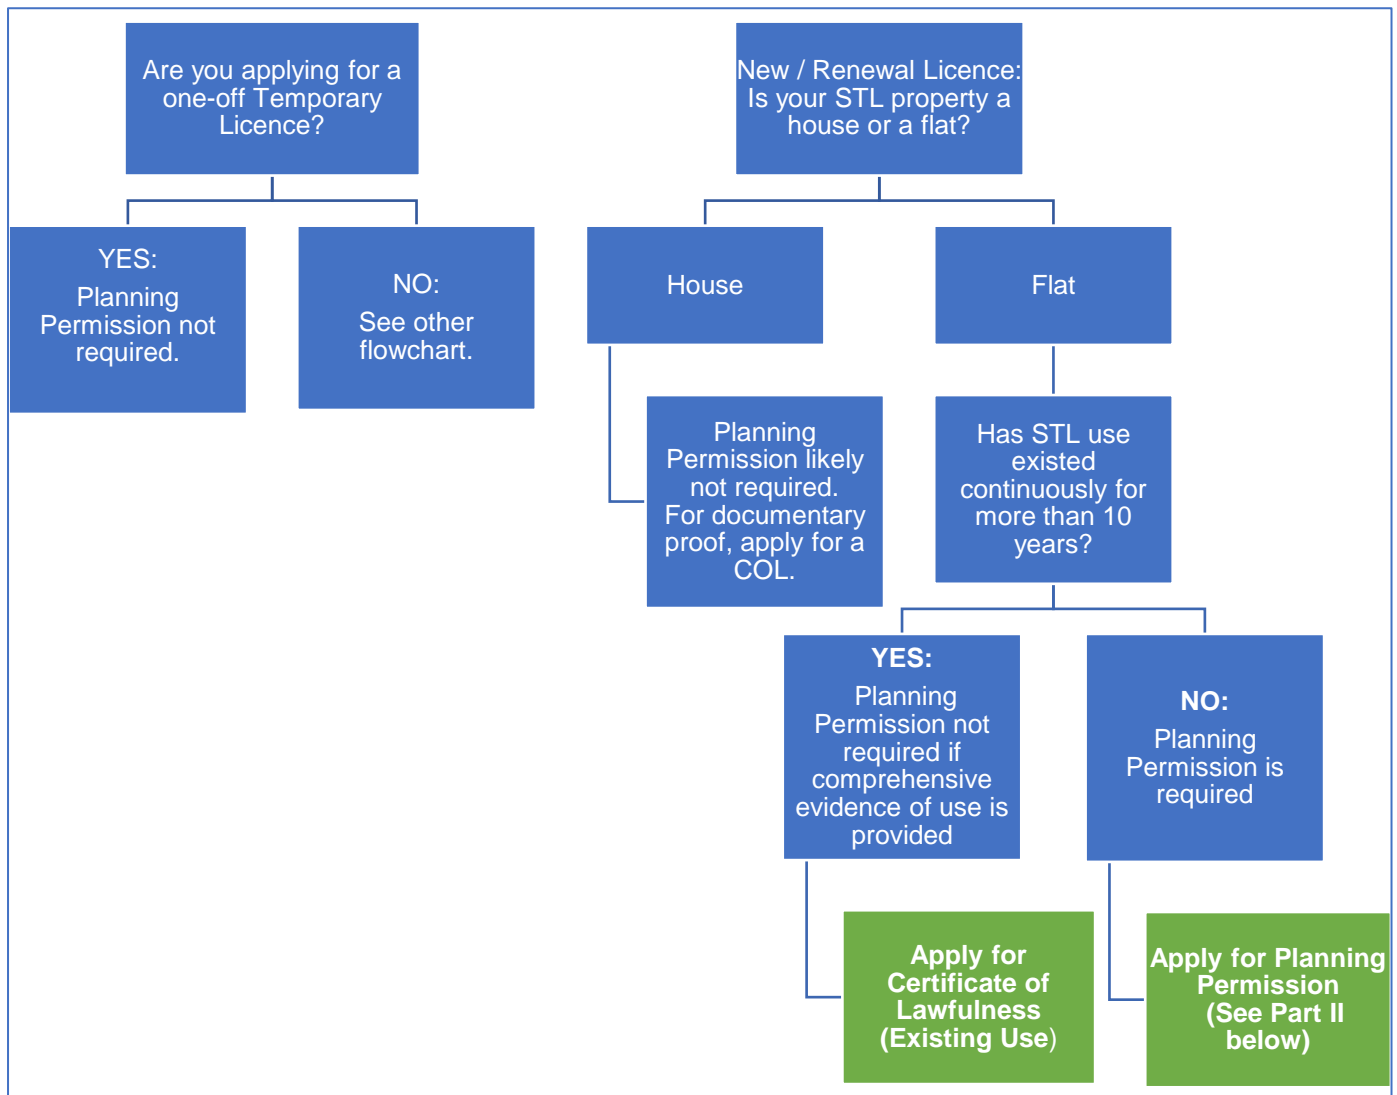 Are you applying for a
one-off Temporary
Licence?
YES:
Planning
Permission not
required.
NO:
See other
flowchart.
New / Renewal Licence:
Is your STL property a
house or a flat?
House
Flat
Planning
Permission likely
not required.
For documentary
proof, apply for a
COL.
Has STL use
existed
continuously for
more than 10
years?
YES:
Planning
Permission not
required if
comprehensive
evidence of use is
provided
NO:
Planning
Permission is
required
Apply for
Certificate of
Lawfulness
(Existing Use)
Apply for Planning
Permission
(See Part II
below)